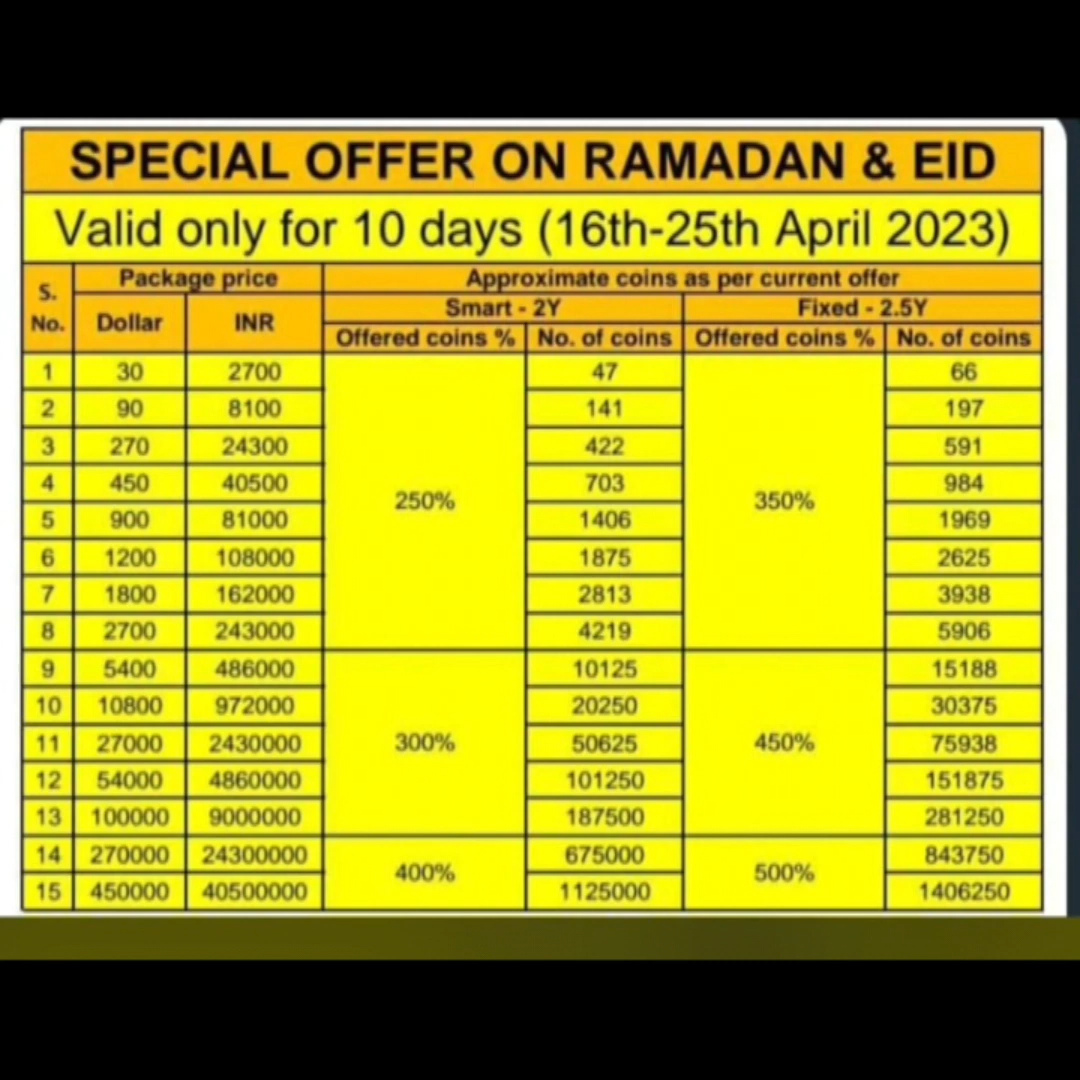 SPECIAL OFFER ON RAMADAN & EID
Valid only for 10 days (16th-25th April 2023)
S. No. Package price Approximate coins as per current offer
Dollar INR Smart - 2Y Fixed - 2.5Y
Offered coins % No. of coins Offered coins % No. of coins
1 30 2700 250% 47 350% 66
2 90 8100 141 197
3 270 24300 422 591
4 450 40500 703 984
5 900 81000 1406 1969
6 1200 108000 1875 2625
7 1800 162000 2813 3938
8 2700 243000 4219 5906
9 5400 486000 300% 10125 450% 15188
10 10800 972000 20250 30375
11 27000 2430000 50625 75938
12 54000 4860000 101250 151875
13 100000 9000000 187500 281250
14 270000 24300000 400% 675000 500% 843750
15 450000 40500000 1125000 1406250